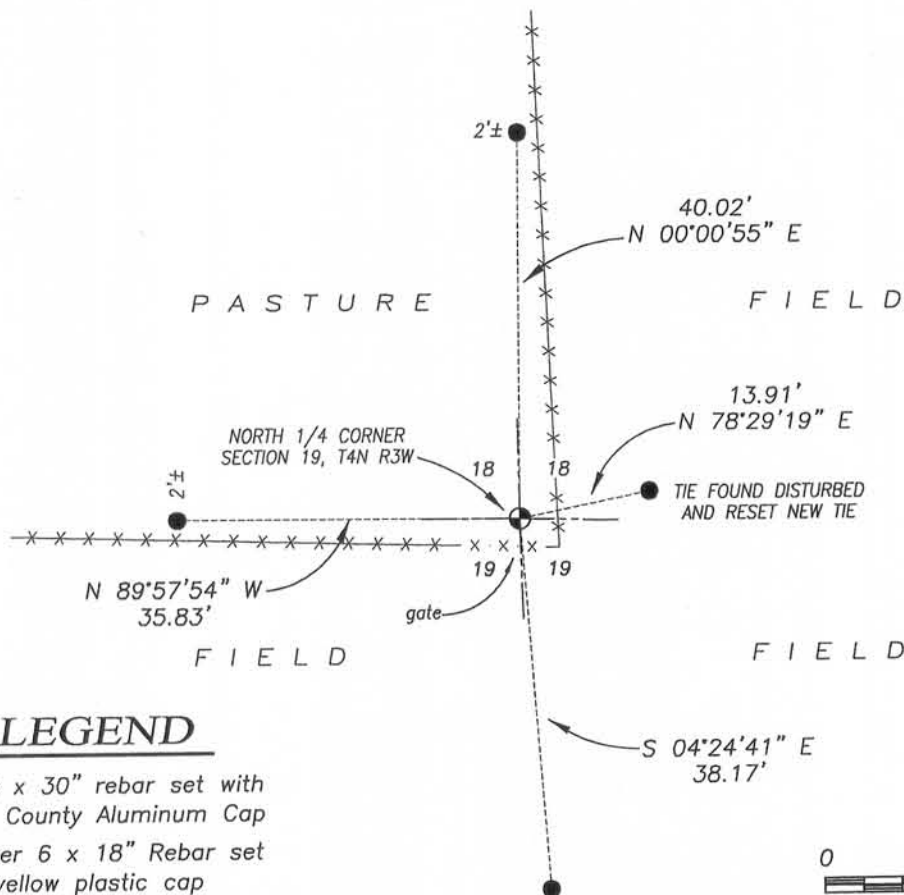 2'±
40.02'
N 00°00'55" E
PASTURE
FIELD
13.91'
N 78°29'19" E
NORTH 1/4 CORNER
SECTION 19, T4N R3W
18
18
2'±
TIE FOUND DISTURBED
AND RESET NEW TIE
19
19
N 89°57'54" W
35.83'
gate
FIELD
FIELD
LEGEND
S 04°24'41" E
38.17'
x 30" rebar set with
County Aluminum Cap
6 x 18" Rebar set
yellow plastic cap
0